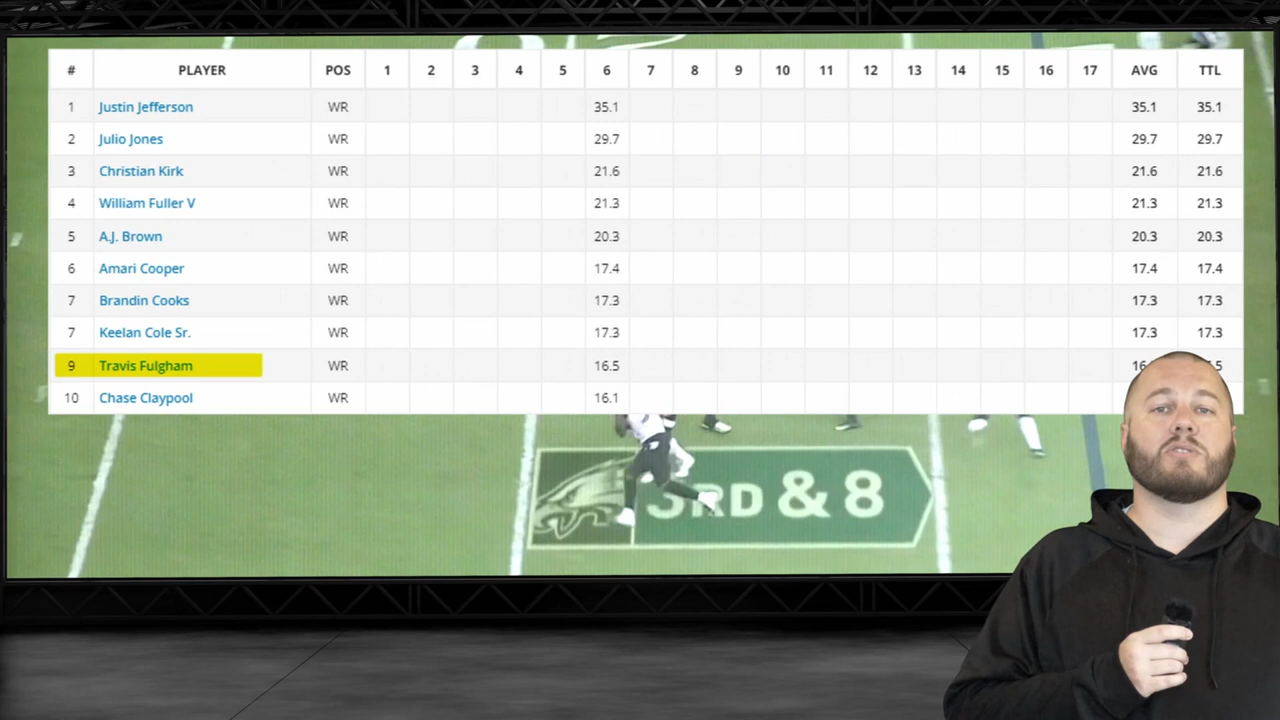 # PLAYER POS 1 2 3 4 5 6 7 8 9 10 11 12 13 14 15 16 17 AVG TTL
1 Justin Jefferson WR 35.1 35.1 35.1
2 Julio Jones WR 29.7 29.7 29.7
3 Christian Kirk WR 21.6 21.6 21.6
4 William Fuller V WR 21.3 21.3 21.3
5 A.J. Brown WR 20.3 20.3 20.3
6 Amari Cooper WR 17.4 17.4 17.4
7 Brandin Cooks WR 17.3 17.3 17.3
7 Keelan Cole Sr. WR 17.3 17.3 17.3
9 Travis Fulgham WR 16.5
10 Chase Claypool WR 16.1
3RD & 8